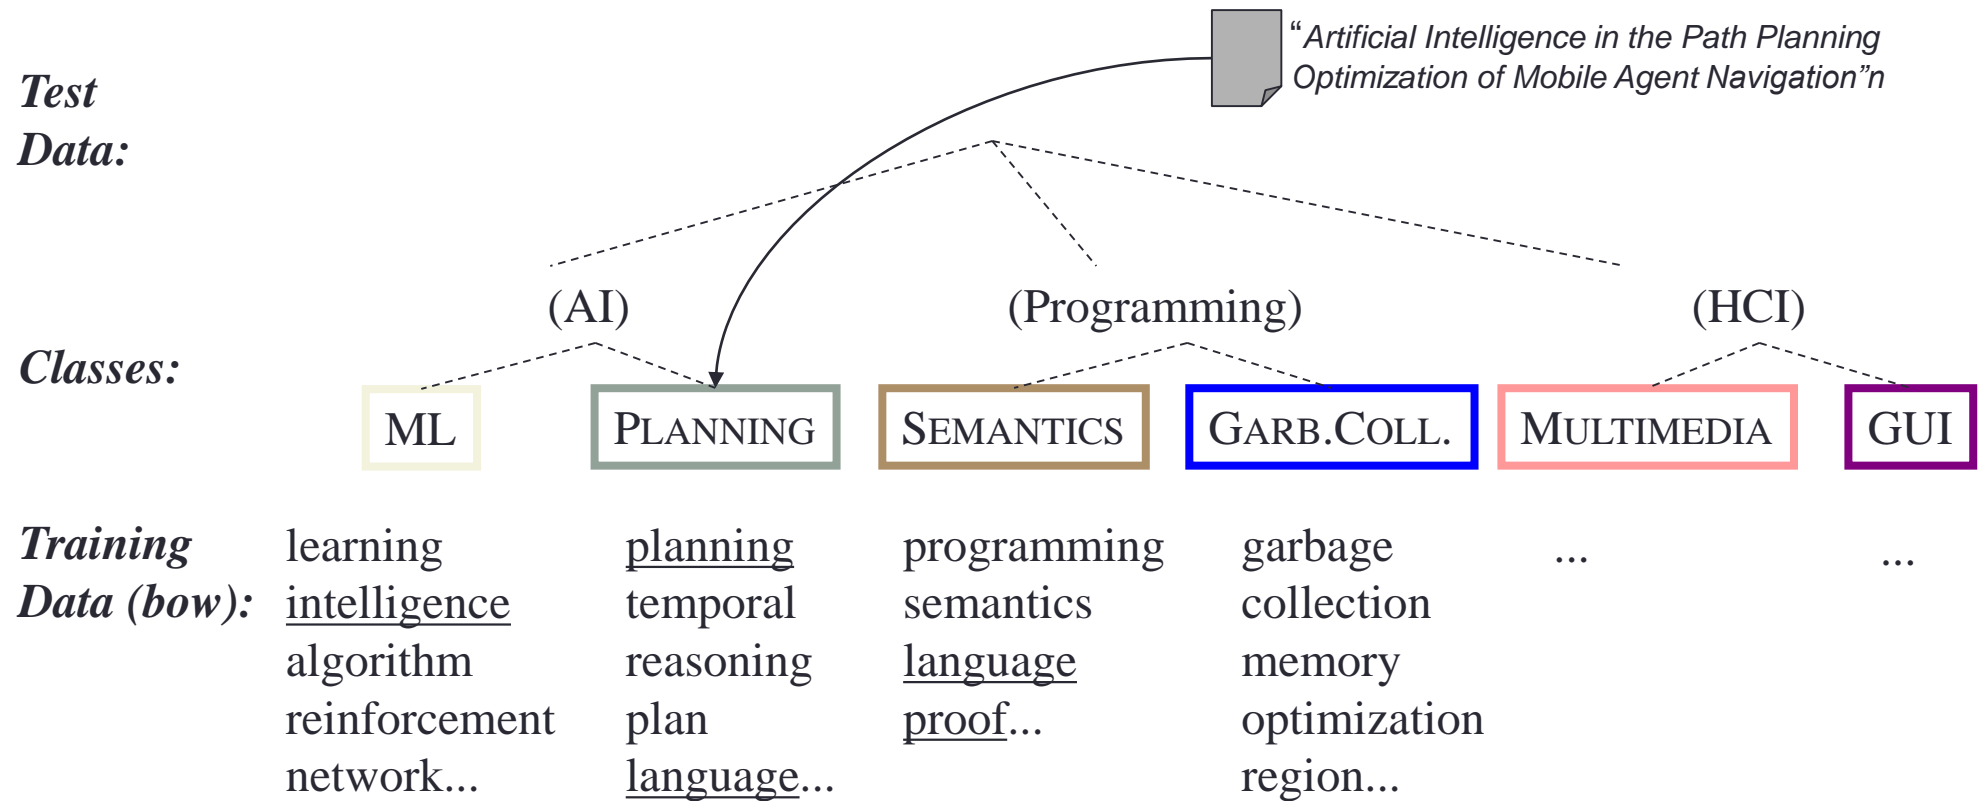 “Artificial Intelligence in the Path Planning
Optimization of Mobile Agent Navigation”n
Test
Data:
(AI) (Programming) (HCI)
Classes:
ML PLANNING SEMANTICS GARB.COLL. MULTIMEDIA GUI
Training learning planning programming garbage ... ...
Data (bow): intelligence temporal semantics collection
algorithm reasoning language memory
reinforcement plan proof... optimization
network... language... region...